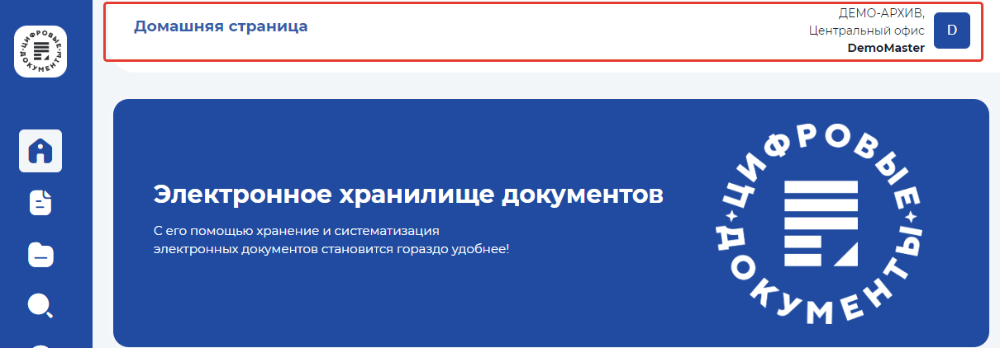 ЦИФРОВЫЕ
ДОКУМЕНТЫ
Домашняя страница
ДЕМО-АРХИВ,
Центральный офис
DemoMaster
D
Электронное хранилище документов
С его помощью хранение и систематизация
электронных документов становится гораздо удобнее!
ЦИФРОВЫЕ
ДОКУМЕНТЫ